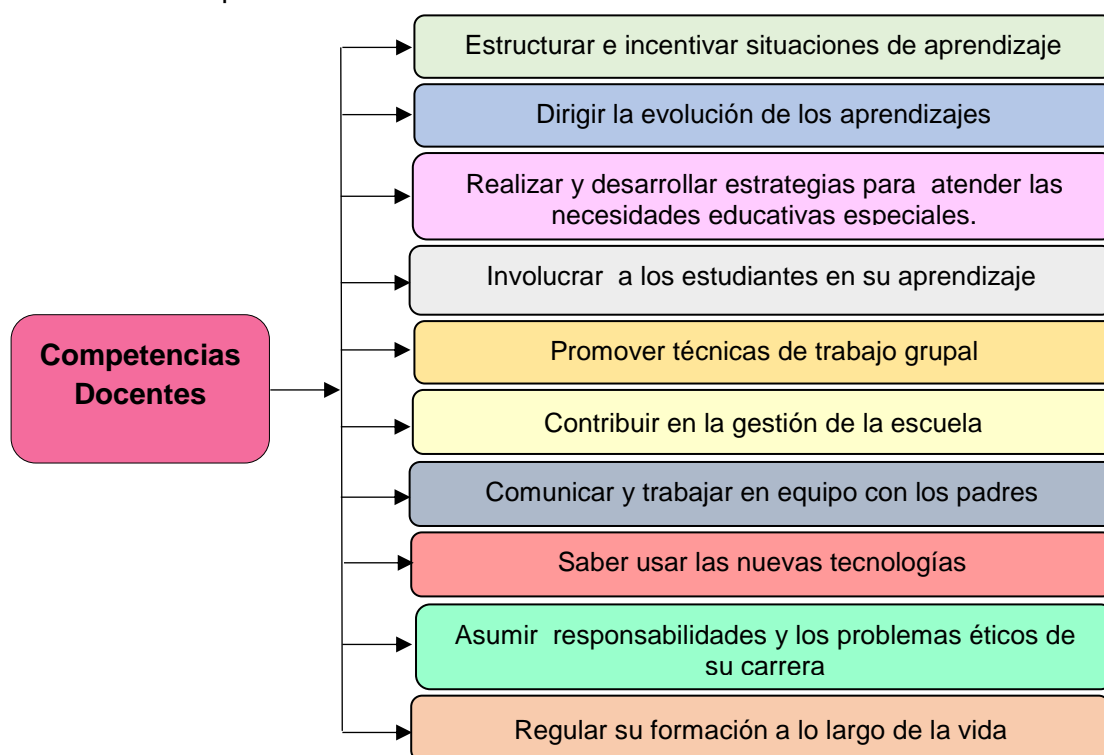 Estructurar e incentivar situaciones de aprendizaje
Dirigir la evolución de los aprendizajes
Realizar y desarrollar estrategias para  atender las
necesidades educativas especiales.
Involucrar  a los estudiantes en su aprendizaje
Competencias
Docentes
Promover técnicas de trabajo grupal
Contribuir en la gestión de la escuela
Comunicar y trabajar en equipo con los padres
Saber usar las nuevas tecnologías
Asumir  responsabilidades y los problemas éticos de
su carrera
Regular su formación a lo largo de la vida